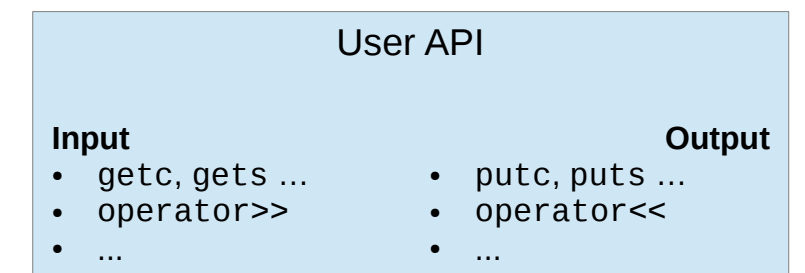 User API
Input
• getc, gets ...
• operator>>
• ...
Output
• putc, puts ...
• operator<<
• ...